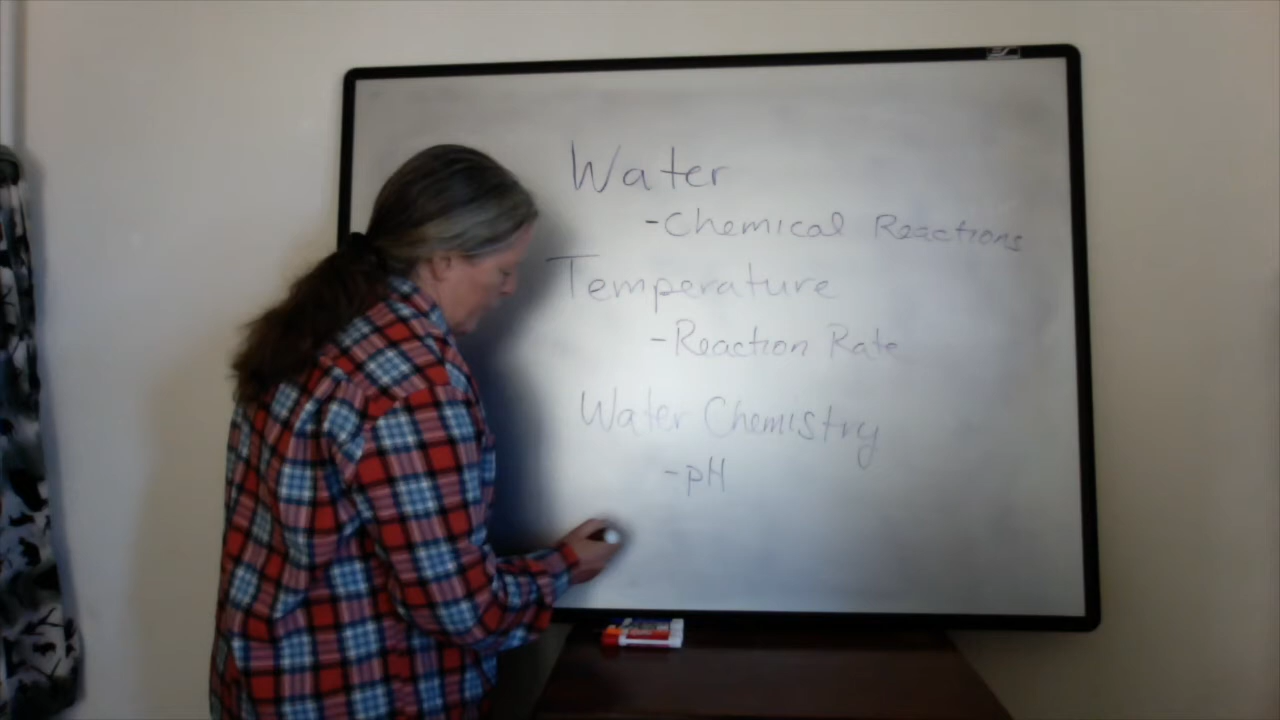 Water
-Chemical Reactions
Temperature
-Reaction Rate
Water Chemistry
-pH